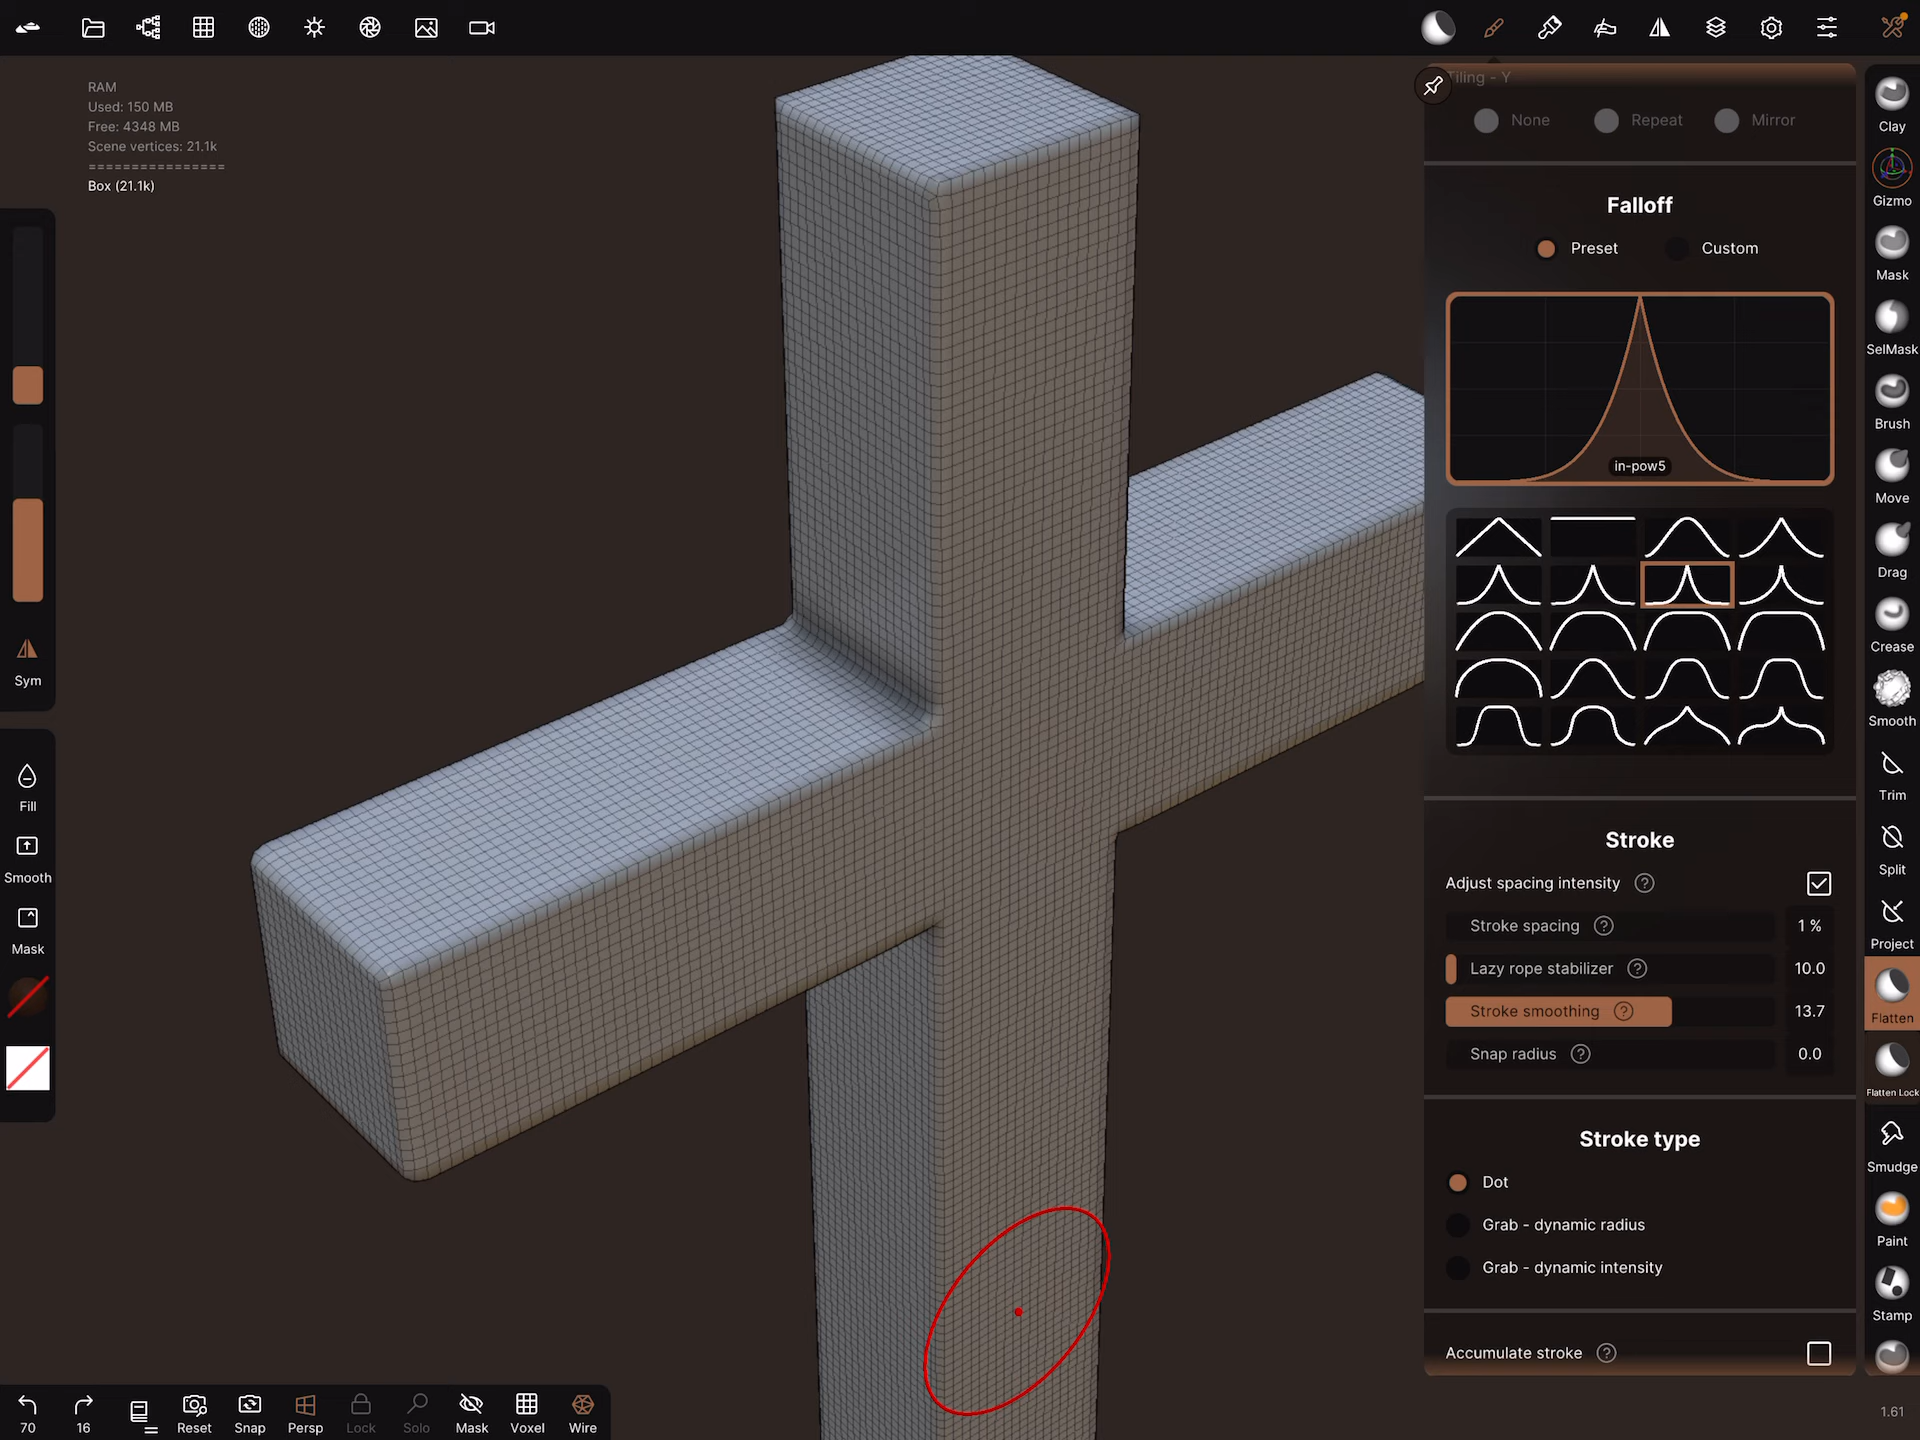 RAM
Used: 150 MB
Free: 4348 MB
Scene vertices: 21.1k
================
Box (21.1k)
Sym
Fill
Smooth
Mask
70
16
Reset
Snap
Persp
Lock
Solo
Mask
Voxel
Wire
Tiling - Y
None
Repeat
Mirror
Falloff
Preset
Custom
in-pow5
Stroke
Adjust spacing intensity ?
Stroke spacing ? 1 %
Lazy rope stabilizer ? 10.0
Stroke smoothing ? 13.7
Snap radius ? 0.0
Stroke type
Dot
Grab - dynamic radius
Grab - dynamic intensity
Accumulate stroke ?
Clay
Gizmo
Mask
SelMask
Brush
Move
Drag
Crease
Smooth
Trim
Split
Project
Flatten
Flatten Lock
Smudge
Paint
Stamp
1.61